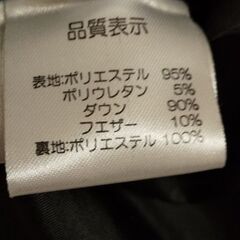 品質表示
表地:ポリエステル 95%
ポリウレタン 5%
ダウン 90%
フエザー 10%
裏地:ポリエステル 100%